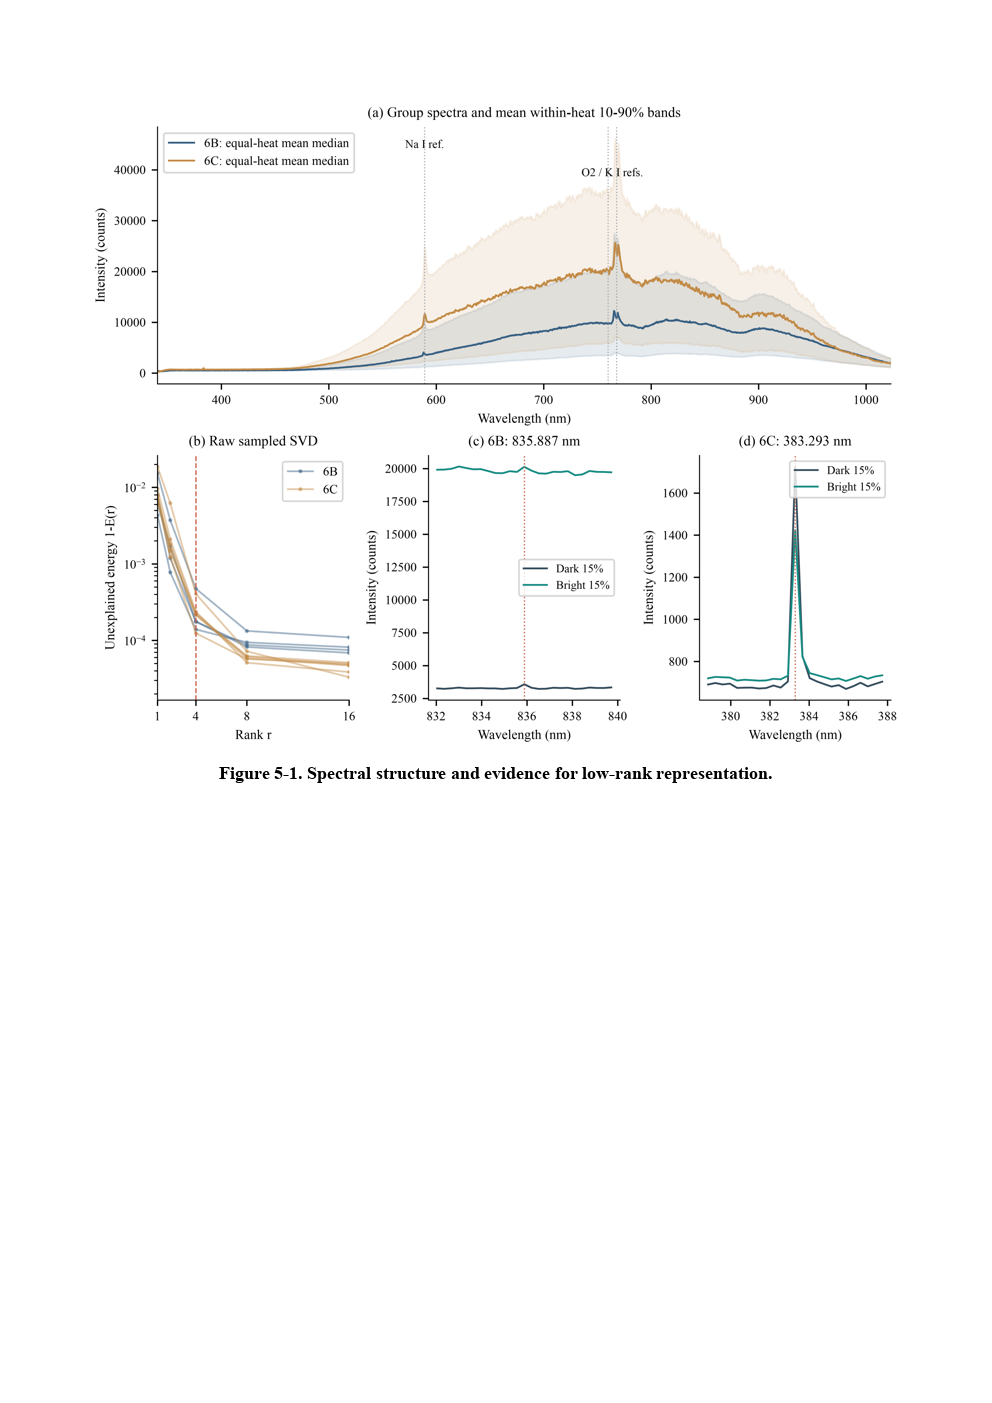 (a) Group spectra and mean within-heat 10-90% bands
6B: equal-heat mean median
6C: equal-heat mean median
Na I ref.
O2 / K I refs.
Intensity (counts)
40000
30000
20000
10000
0
400
500
600
700
800
900
1000
Wavelength (nm)
(b) Raw sampled SVD
6B
6C
Unexplained energy 1-E(r)
10⁻²
10⁻³
10⁻⁴
1
4
8
16
Rank r
(c) 6B: 835.887 nm
Dark 15%
Bright 15%
Intensity (counts)
20000
17500
15000
12500
10000
7500
5000
2500
832
834
836
838
840
Wavelength (nm)
(d) 6C: 383.293 nm
Dark 15%
Bright 15%
Intensity (counts)
1600
1400
1200
1000
800
380
382
384
386
388
Wavelength (nm)
Figure 5-1. Spectral structure and evidence for low-rank representation.